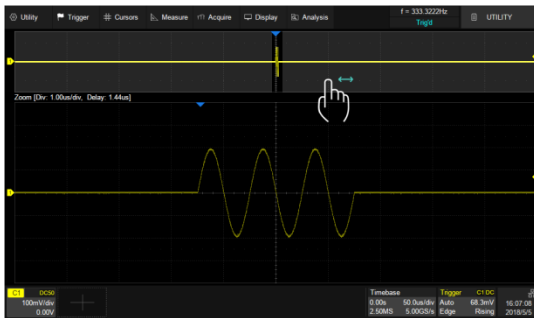 Utility Trigger Cursors Measure Acquire Display Analysis f = 333.3222Hz Trig'd UTILITY
D
Zoom [Div: 1.00us/div, Delay: 1.44us]
D
C1 DC50 Timebase Trigger C1 DC
100mV/div 0.00s 50.0us/div Auto 68.3mV 16:07:08
0.00V 2.50MS 5.00GS/s Edge Rising 2018/5/5